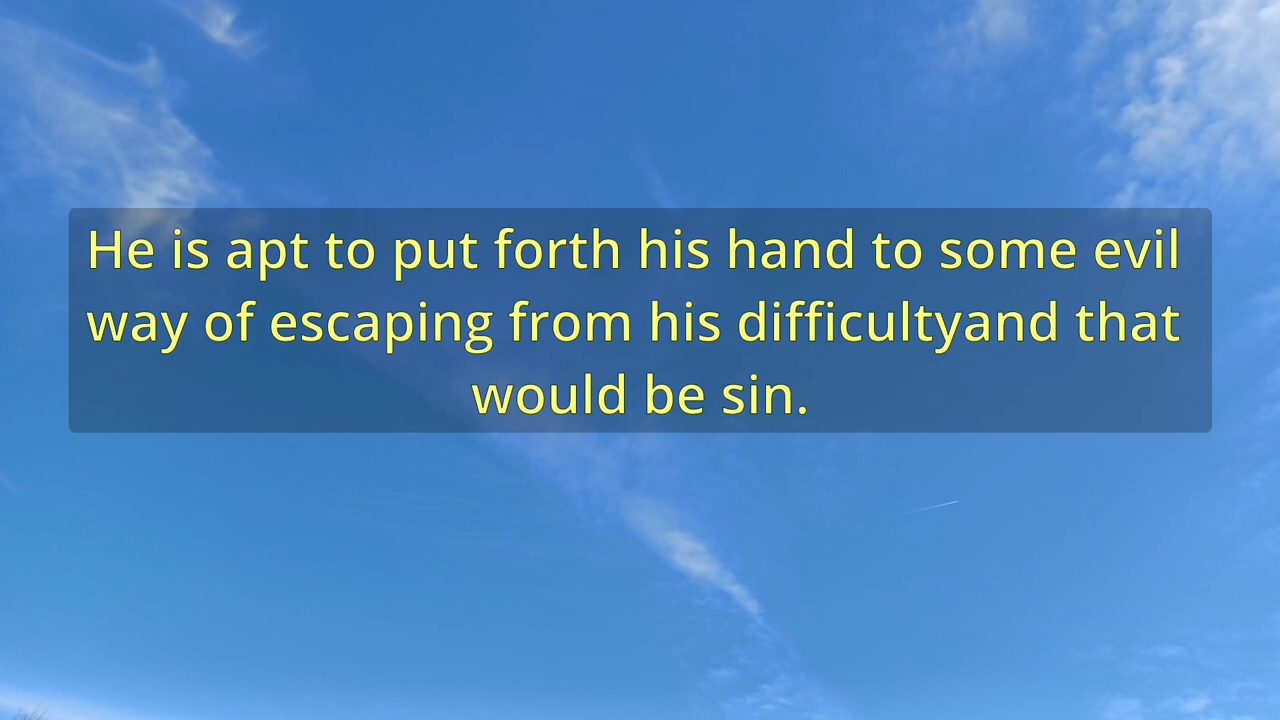 He is apt to put forth his hand to some evil
way of escaping from his difficultyand that
would be sin.